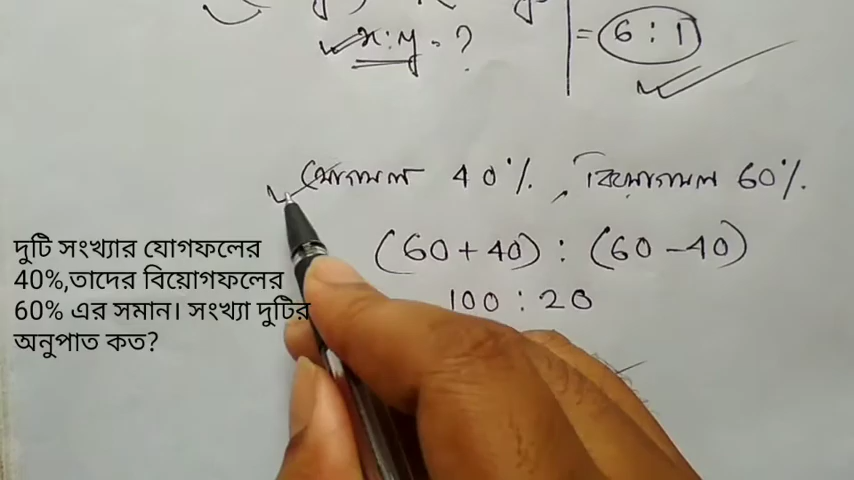 x:y = ?
= 6:1
যোগফল 40%, বিয়োগফল 60%.
(60+40) : (60-40)
100 : 20
দুটি সংখ্যার যোগফলের
40%,তাদের বিয়োগফলের
60% এর সমান। সংখ্যা দুটির
অনুপাত কত?